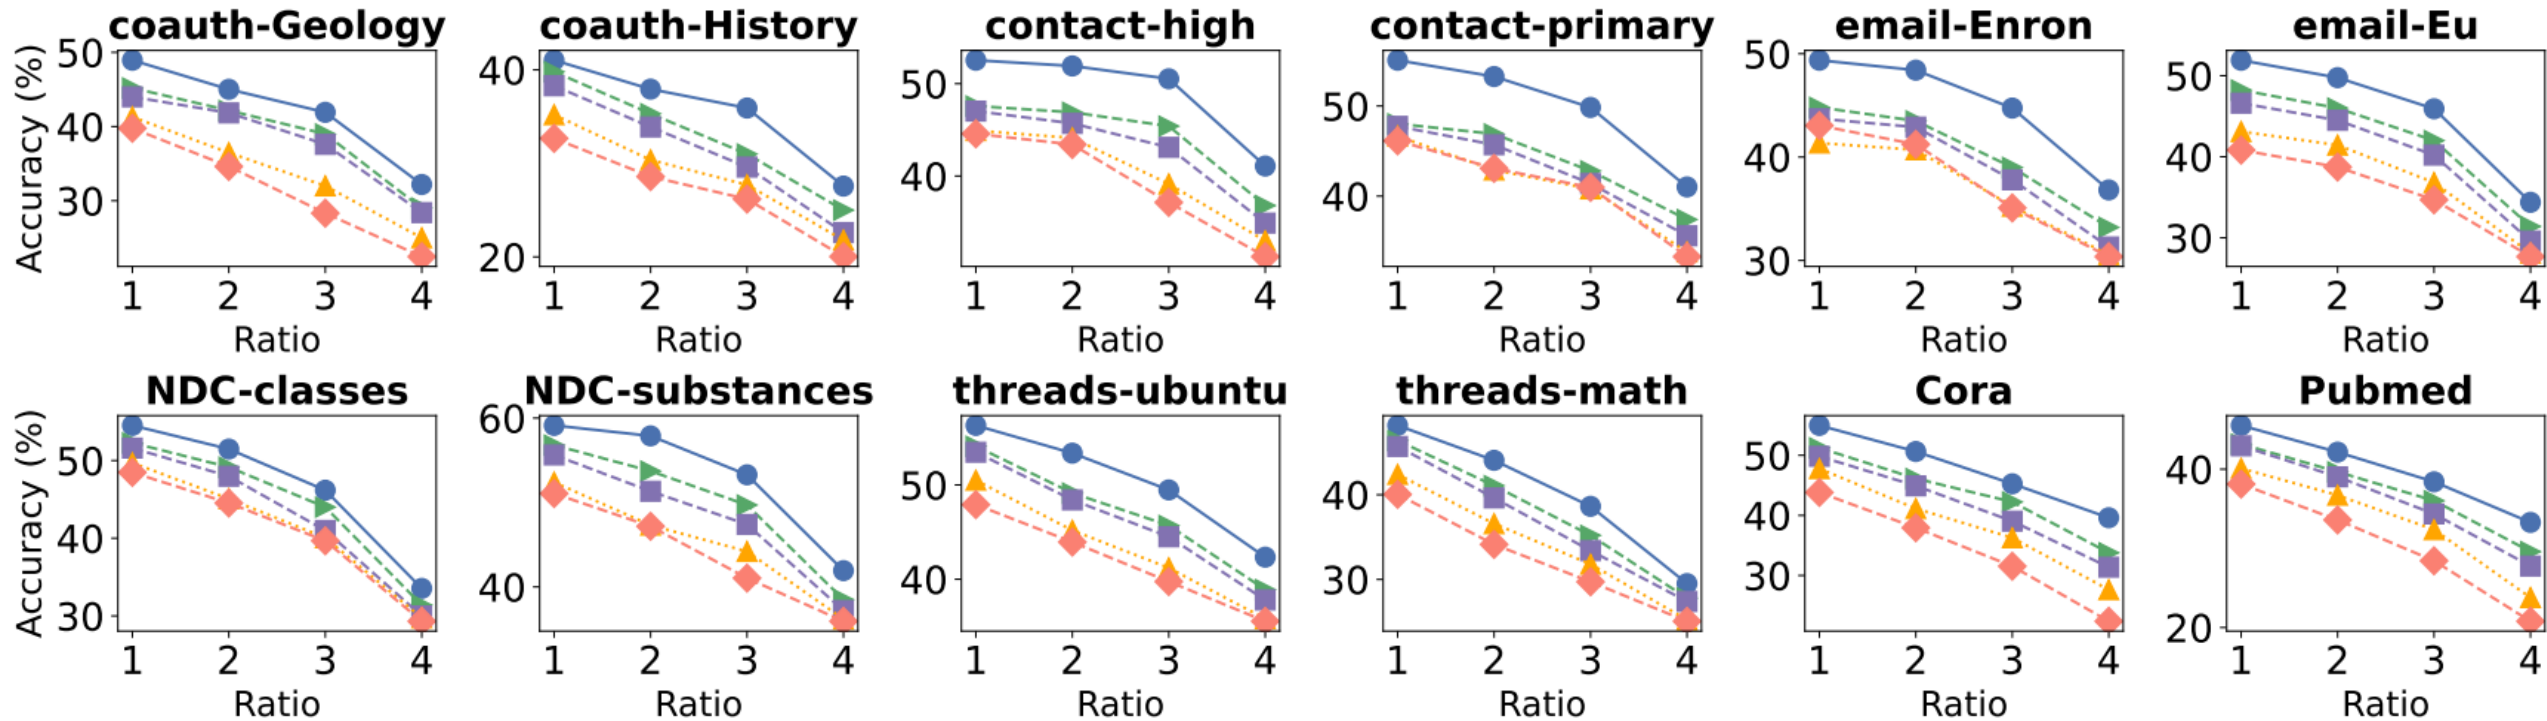 coauth-Geology coauth-History contact-high contact-primary email-Enron email-Eu
Accuracy (%)
50
40
30
1 2 3 4
Ratio
40
20
1 2 3 4
Ratio
50
40
1 2 3 4
Ratio
50
40
1 2 3 4
Ratio
50
40
30
1 2 3 4
Ratio
50
40
30
1 2 3 4
Ratio
NDC-classes NDC-substances threads-ubuntu threads-math Cora Pubmed
Accuracy (%)
50
40
30
1 2 3 4
Ratio
60
40
1 2 3 4
Ratio
50
40
1 2 3 4
Ratio
40
30
1 2 3 4
Ratio
50
40
30
1 2 3 4
Ratio
40
20
1 2 3 4
Ratio